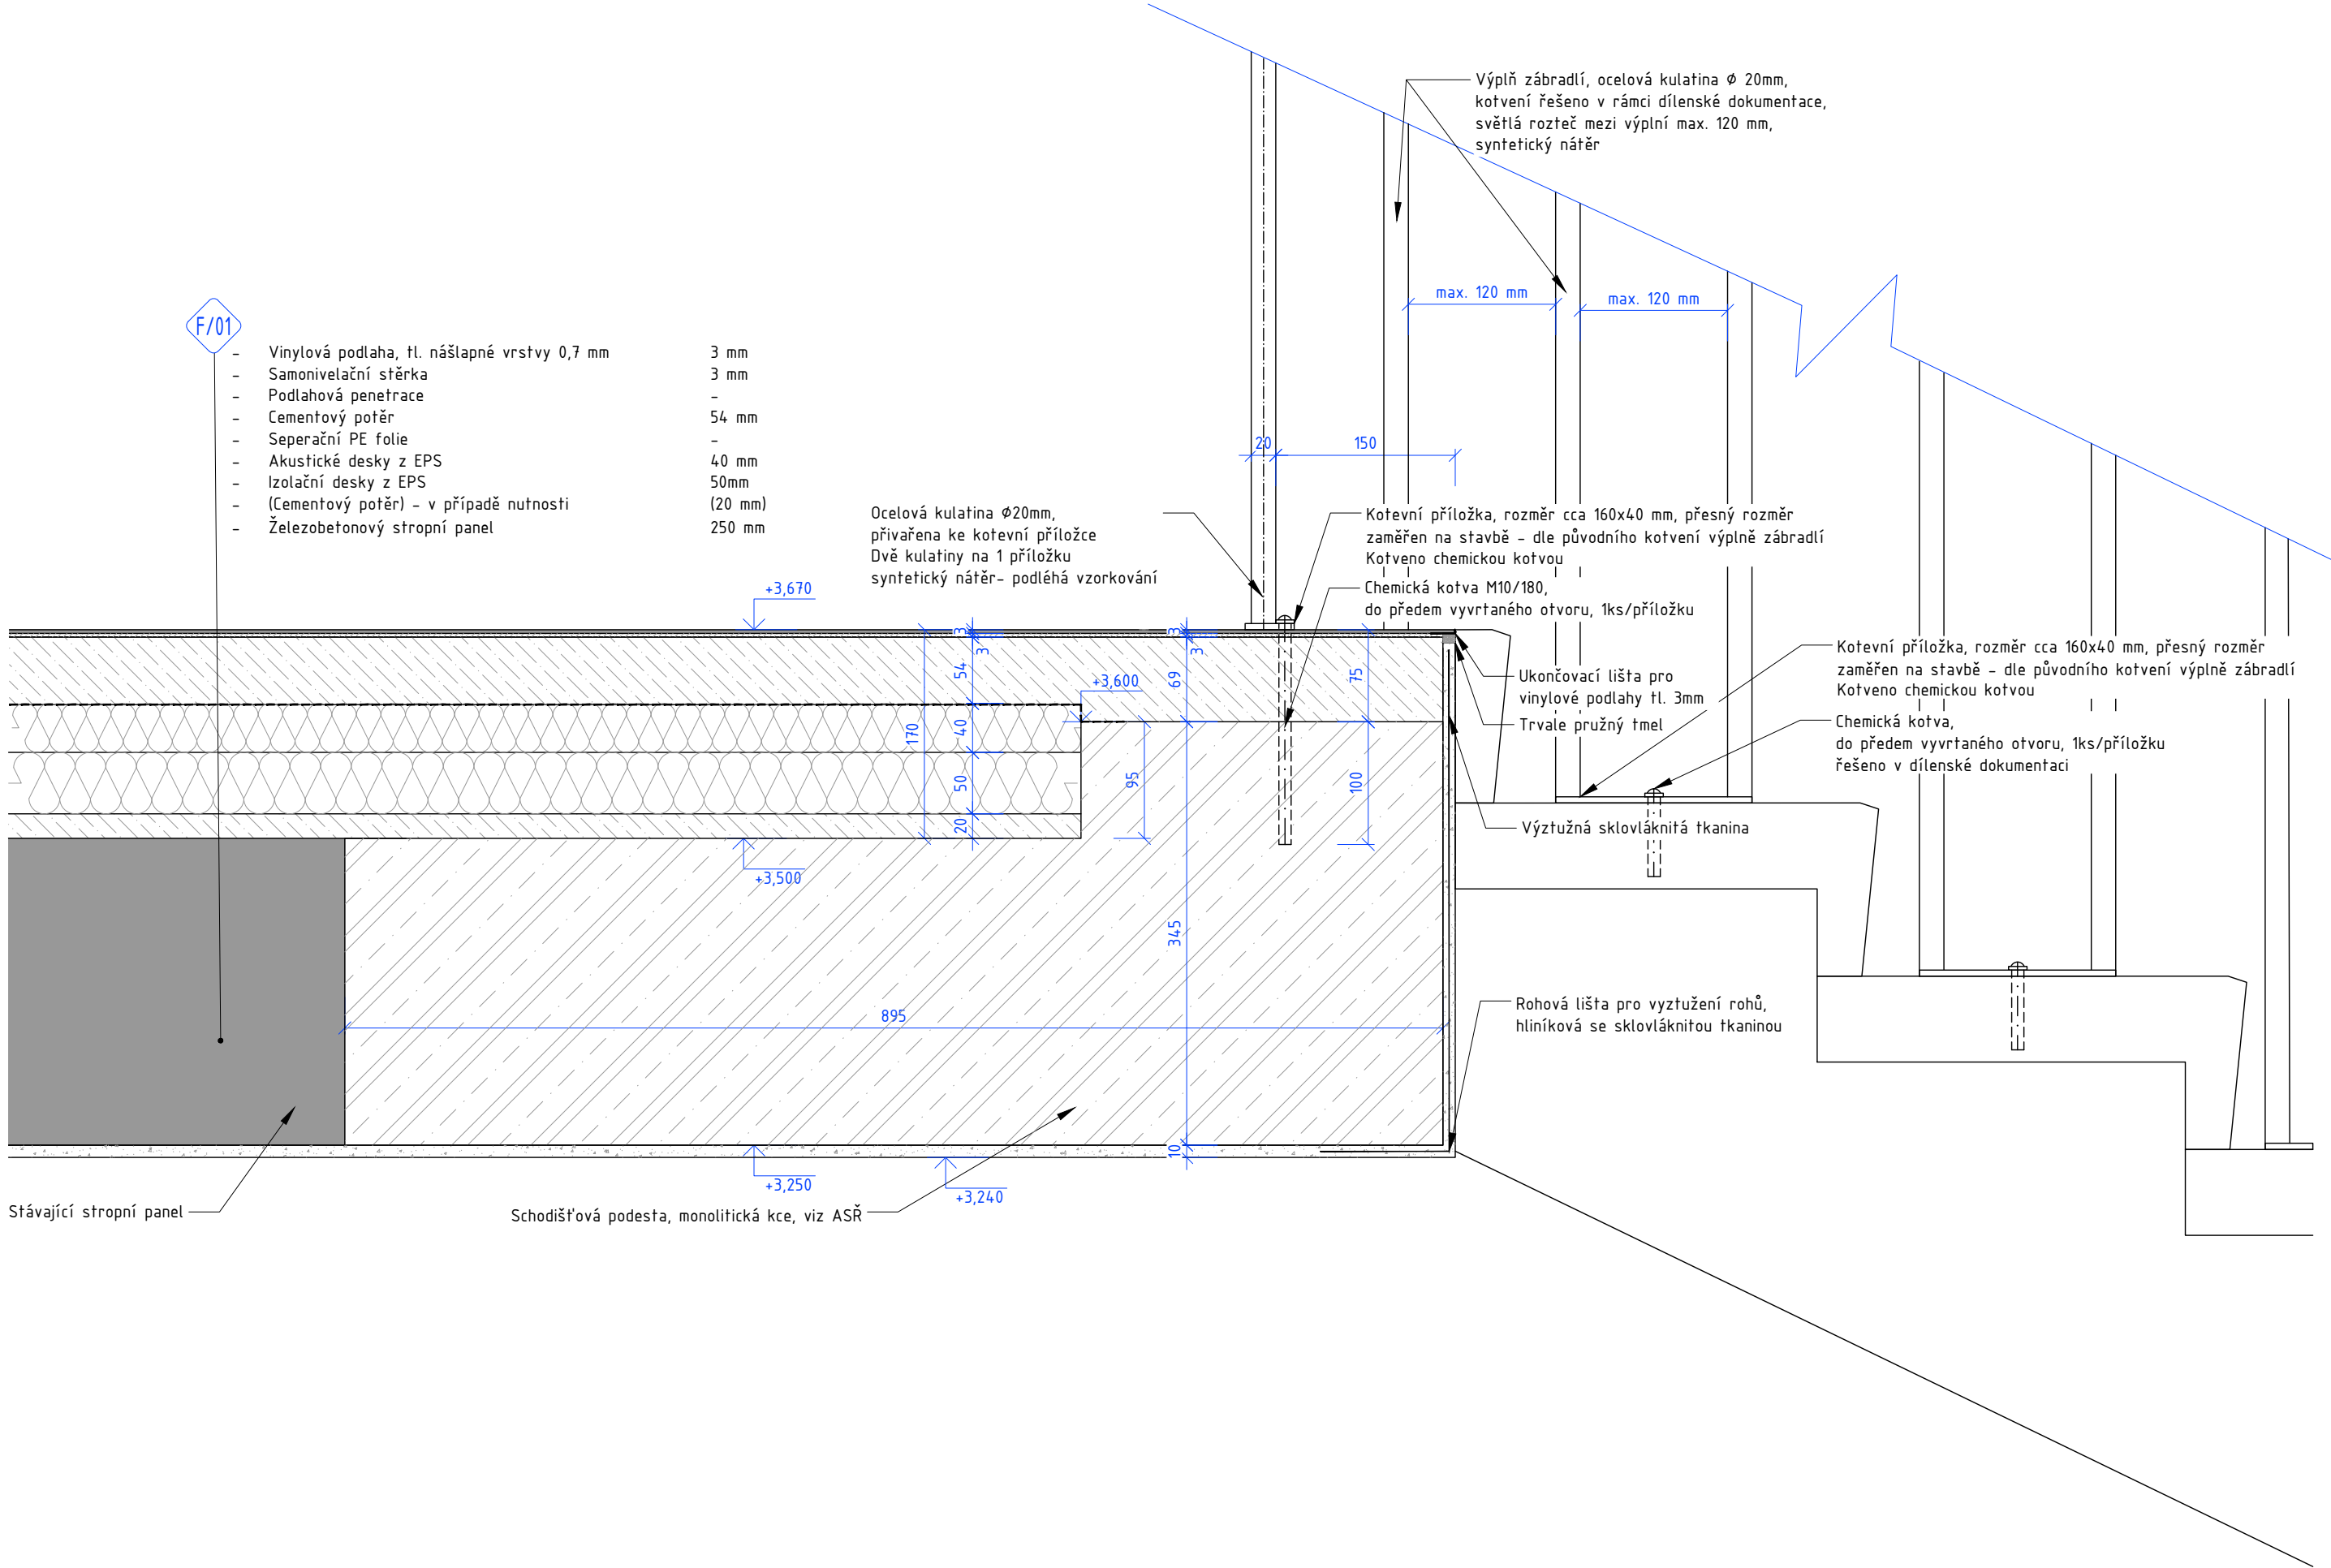 Výplň zábradlí, ocelová kulatina Ø 20mm,
kotvení řešeno v rámci dílenské dokumentace,
světlá rozteč mezi výplní max. 120 mm,
syntetický nátěr
max. 120 mm
max. 120 mm
F/01
- Vinylová podlaha, tl. nášlapné vrstvy 0,7 mm 3 mm
- Samonivelační stěrka 3 mm
- Podlahová penetrace -
- Cementový potěr 54 mm
- Seperační PE folie -
- Akustické desky z EPS 40 mm
- Izolační desky z EPS 50mm
- (Cementový potěr) - v případě nutnosti (20 mm)
- Železobetonový stropní panel 250 mm
20
150
Ocelová kulatina Ø20mm,
přivařena ke kotevní příložce
Dvě kulatiny na 1 příložku
syntetický nátěr- podléhá vzorkování
Kotevní příložka, rozměr cca 160x40 mm, přesný rozměr
zaměřen na stavbě - dle původního kotvení výplně zábradlí
Kotveno chemickou kotvou
Chemická kotva M10/180,
do předem vyvrtaného otvoru, 1ks/příložku
Kotevní příložka, rozměr cca 160x40 mm, přesný rozměr
zaměřen na stavbě - dle původního kotvení výplně zábradlí
Kotveno chemickou kotvou
Chemická kotva,
do předem vyvrtaného otvoru, 1ks/příložku
řešeno v dílenské dokumentaci
Ukončovací lišta pro
vinylové podlahy tl. 3mm
Trvale pružný tmel
Výztužná sklovláknitá tkanina
+3,670
3
3
54
40
50
20
170
+3,600
95
3
3
69
345
10
75
100
+3,500
895
Rohová lišta pro vyztužení rohů,
hliníková se sklovláknitou tkaninou
+3,250
+3,240
Stávající stropní panel
Schodišťová podesta, monolitická kce, viz ASŘ